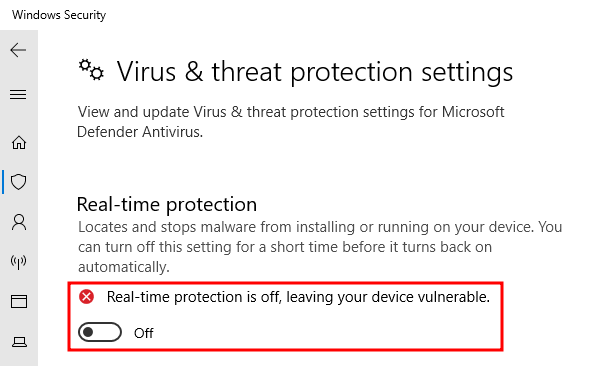 Windows Security
Virus & threat protection settings
View and update Virus & threat protection settings for Microsoft
Defender Antivirus.
Real-time protection
Locates and stops malware from installing or running on your device. You
can turn off this setting for a short time before it turns back on
automatically.
Real-time protection is off, leaving your device vulnerable.
Off